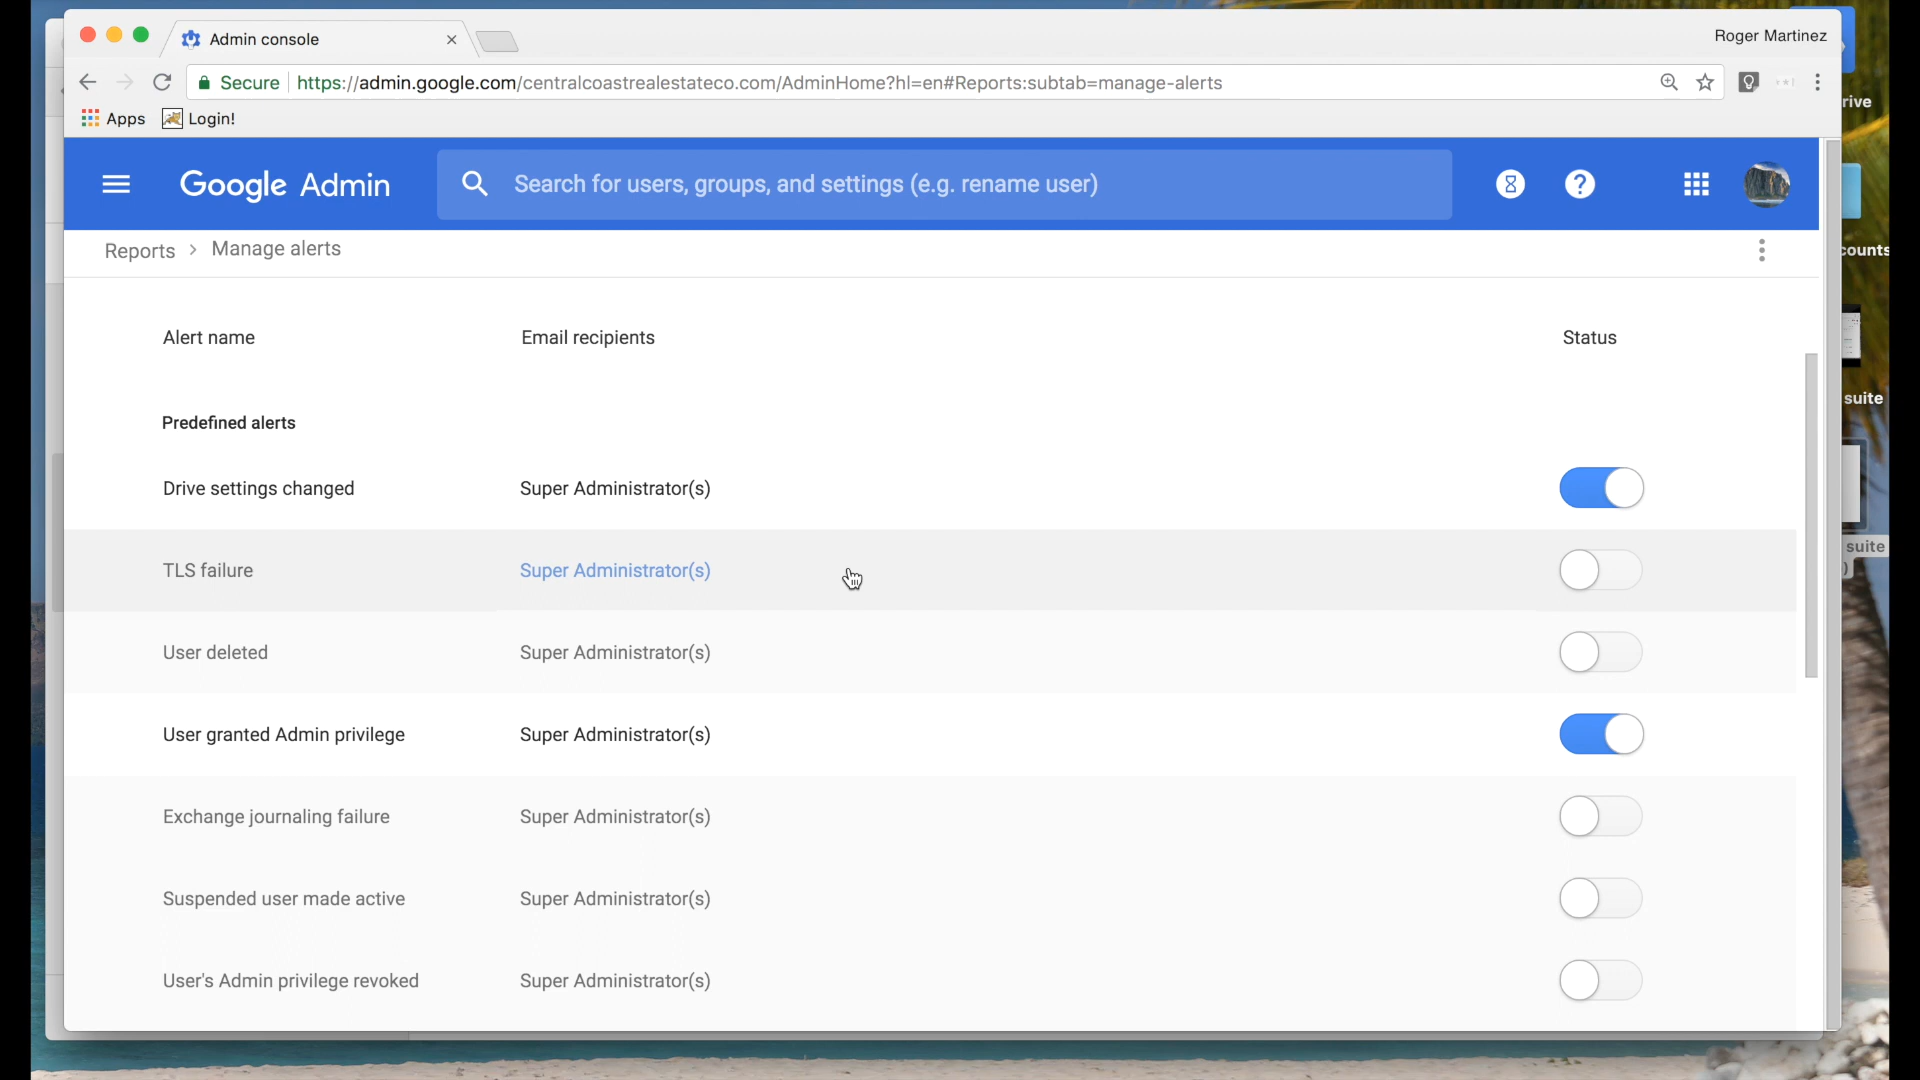 Admin console
Roger Martinez
Secure https://admin.google.com/centralcoastrealestateco.com/AdminHome?hl=en#Reports:subtab=manage-alerts
Apps Login!
Google Admin Search for users, groups, and settings (e.g. rename user)
Reports > Manage alerts
Alert name Email recipients Status
Predefined alerts
Drive settings changed Super Administrator(s)
TLS failure Super Administrator(s)
User deleted Super Administrator(s)
User granted Admin privilege Super Administrator(s)
Exchange journaling failure Super Administrator(s)
Suspended user made active Super Administrator(s)
User's Admin privilege revoked Super Administrator(s)
rive
counts
suite
suite
)